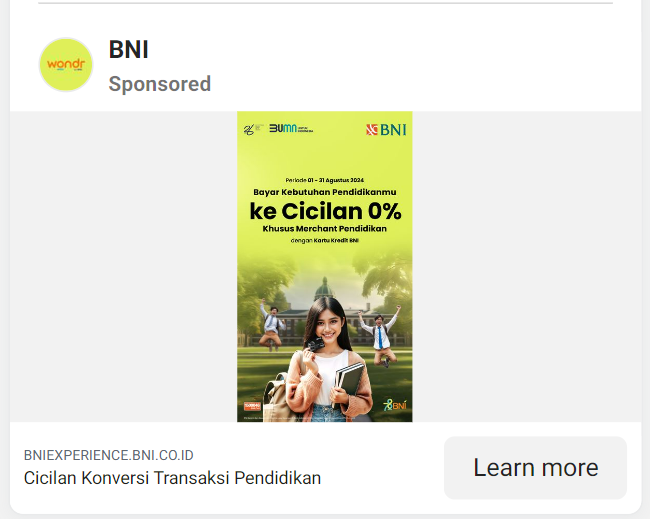 BNI
wondr
Sponsored
BUMN
BNI
Periode 01 - 31 Agustus 2024
Bayar Kebutuhan Pendidikanmu
ke Cicilan 0%
Khusus Merchant Pendidikan
dengan Kartu Kredit BNI
BNI
BNIEXPERIENCE.BNI.CO.ID
Cicilan Konversi Transaksi Pendidikan
Learn more